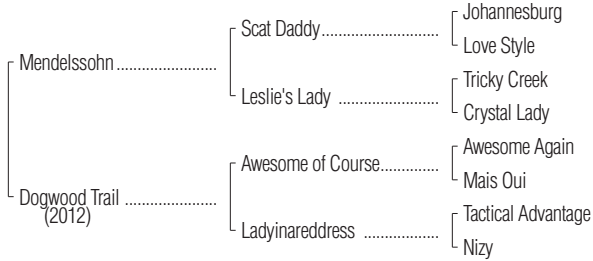 Johannesburg
Scat Daddy
Love Style
Mendelssohn
Tricky Creek
Leslie's Lady
Crystal Lady
Awesome Again
Awesome of Course
Mais Oui
Dogwood Trail
(2012)
Tactical Advantage
Ladyinareddress
Nizy